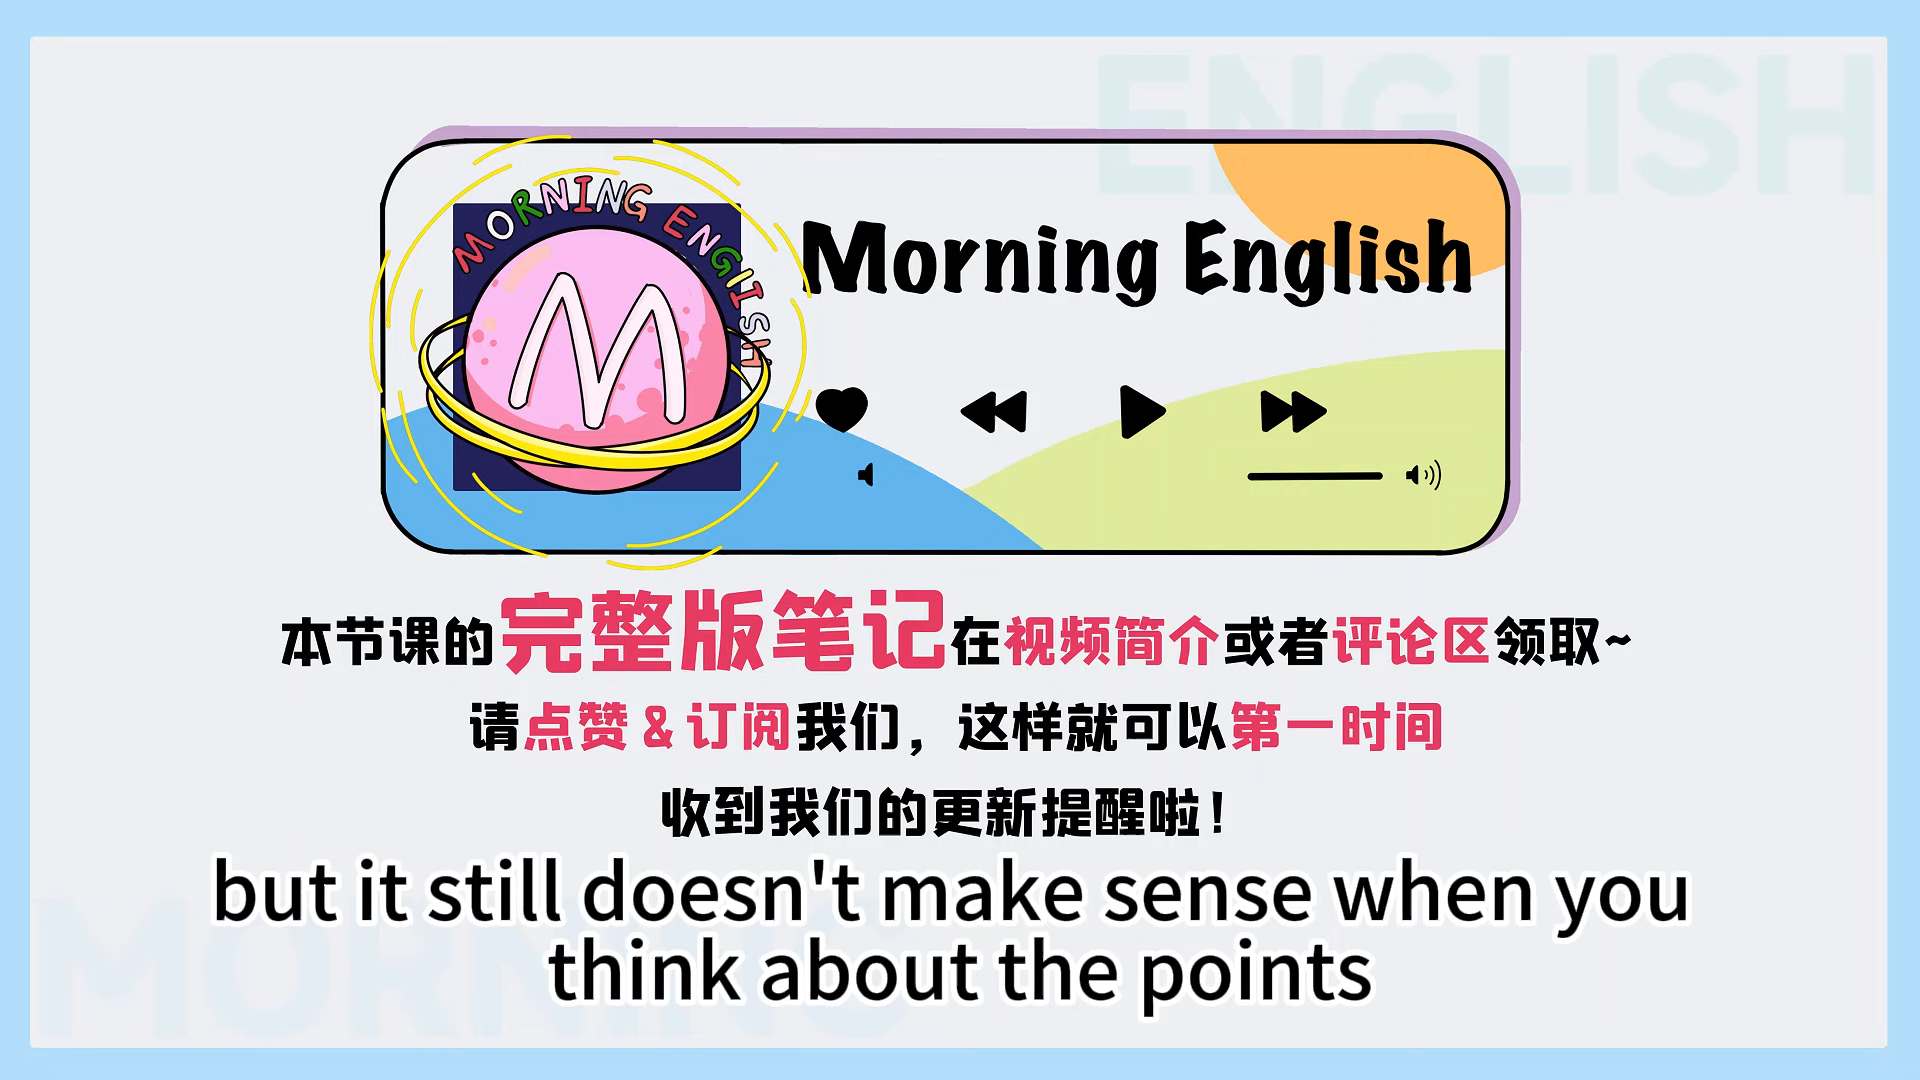 ENGLISH
MORNING ENGLISH
M
Morning English
本节课的完整版笔记在视频简介或者评论区领取~
请点赞&订阅我们，这样就可以第一时间
收到我们的更新提醒啦！
but it still doesn't make sense when you
think about the points
MORNING